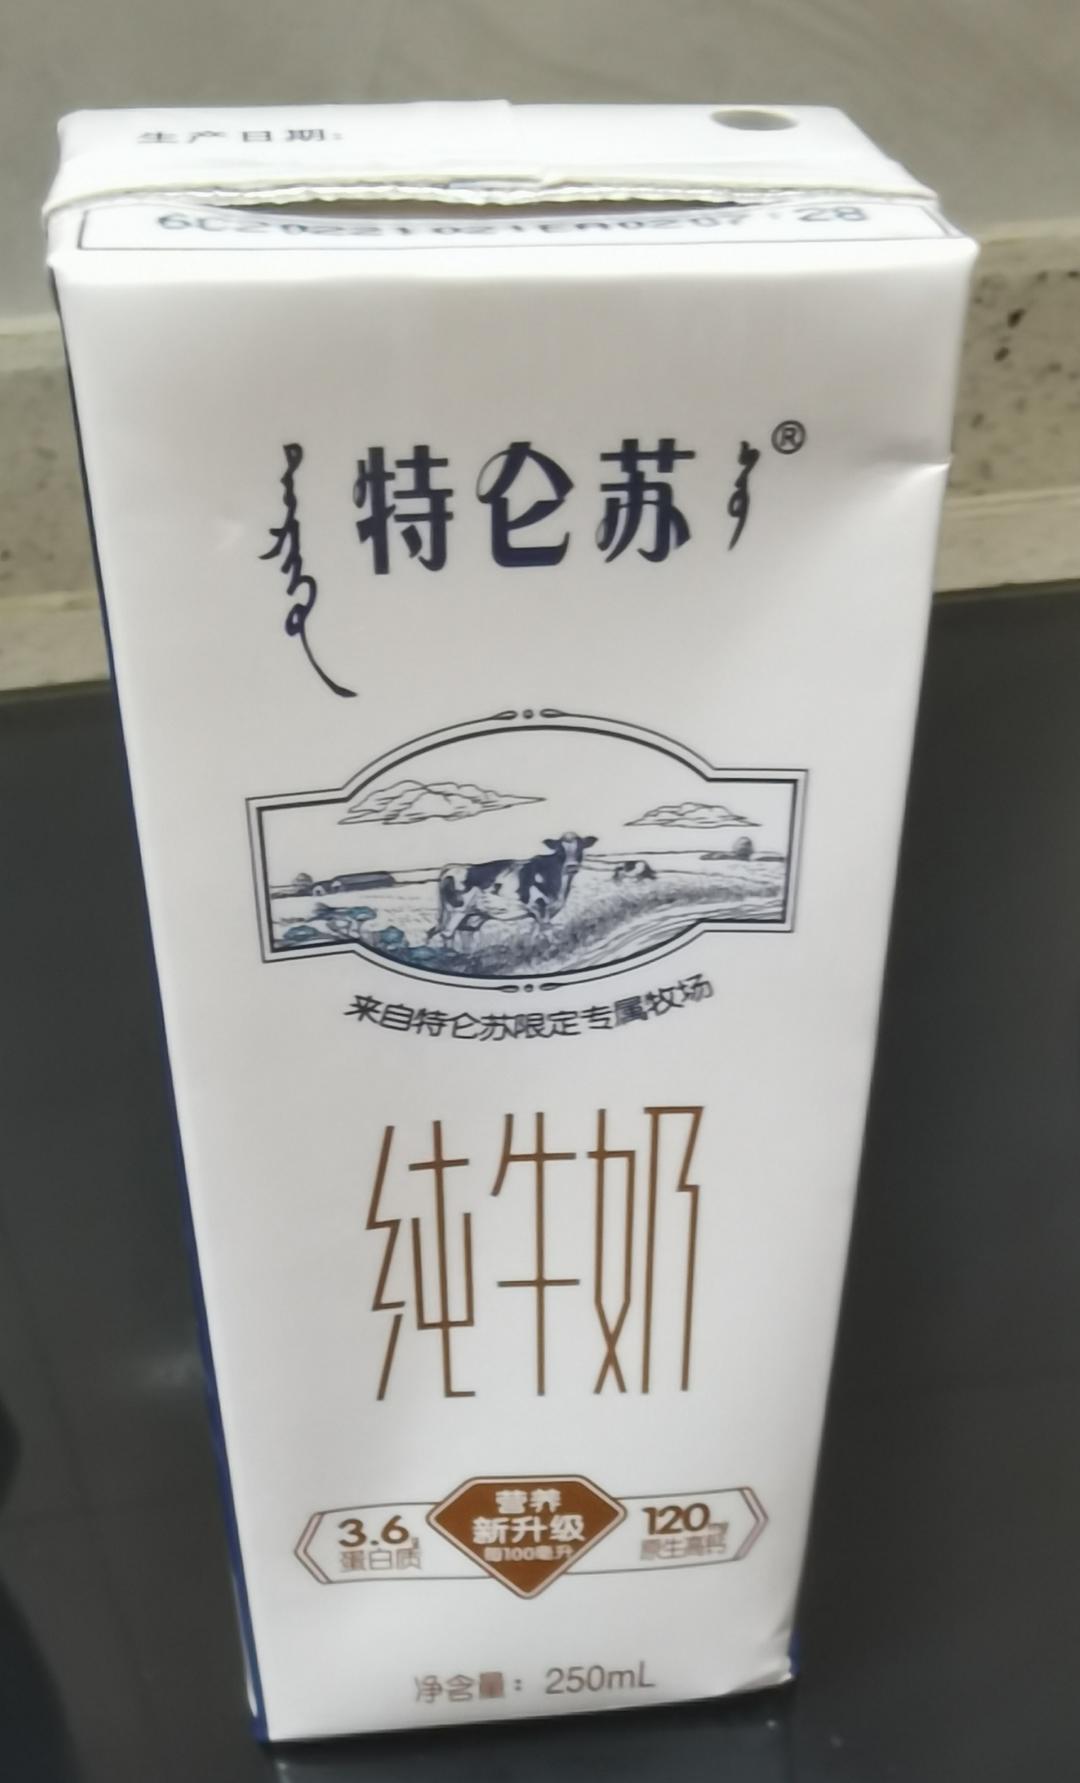 生产日期:
特仑苏®
来自特仑苏限定专属牧场
纯牛奶
营养
新升级
每100毫升
3.6g
蛋白质
120mg
原生高钙
净含量：250mL